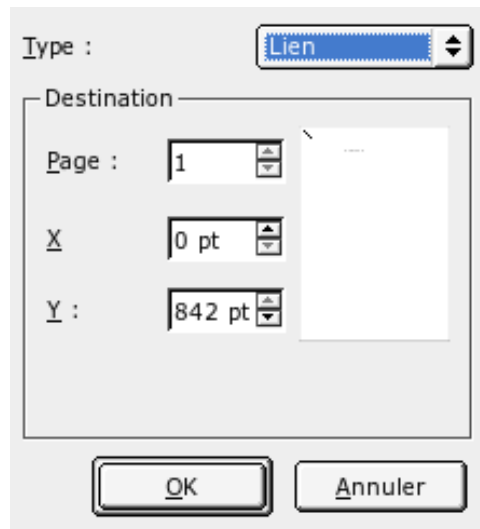 Type : Lien
Destination
Page : 1
X 0 pt
Y : 842 pt
OK Annuler